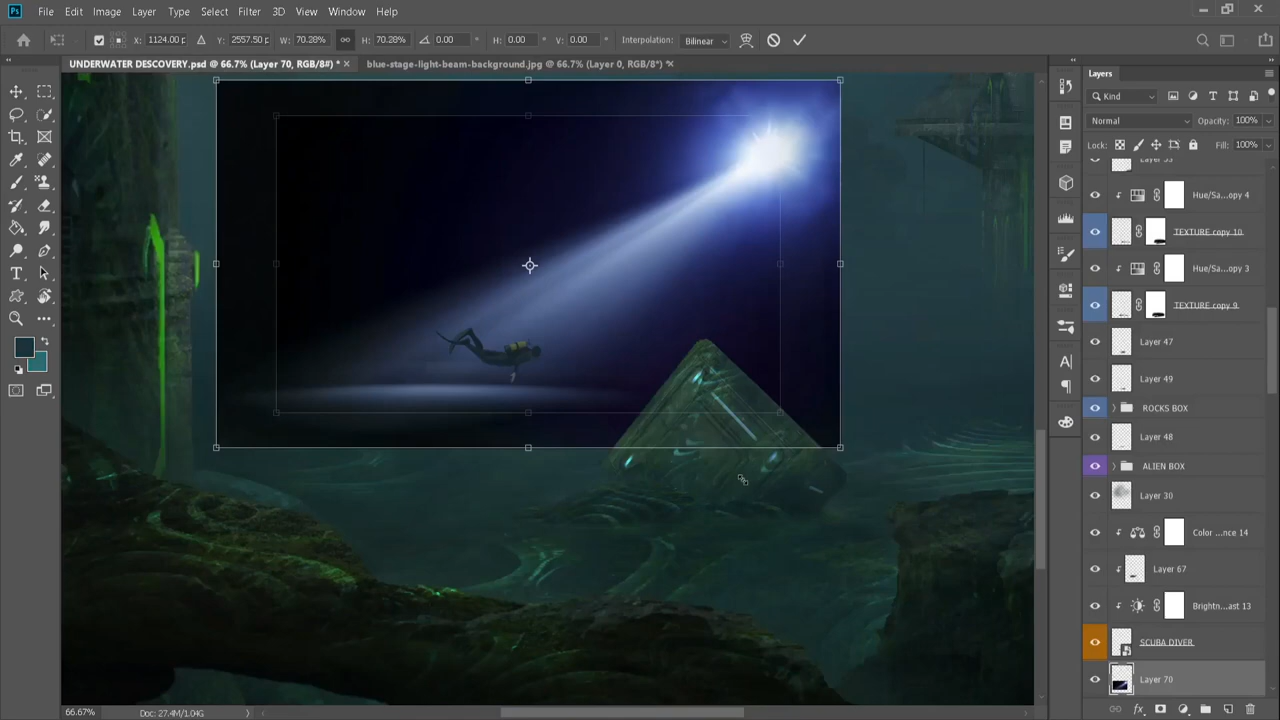 Ps File Edit Image Layer Type Select Filter 3D View Window Help
X: 1124.00 p Y: 2557.50 p W: 70.28% H: 70.28% 0.00 ° H: 0.00 ° V: 0.00 ° Interpolation: Bilinear
UNDERWATER DESCOVERY.psd @ 66.7% (Layer 70, RGB/8#) * × blue-stage-light-beam-background.jpg @ 66.7% (Layer 0, RGB/8*) *
Layers
Kind
Normal Opacity: 100%
Lock: Fill: 100%
Hue/Sa...opy 4
TEXTURE copy 10
Hue/Sa...opy 3
TEXTURE copy 9
Layer 47
Layer 49
ROCKS BOX
Layer 48
ALIEN BOX
Layer 30
Color ...nce 14
Layer 67
Brightn...ast 13
SCUBA DIVER
Layer 70
66.67% Doc: 27.4M/1.04G